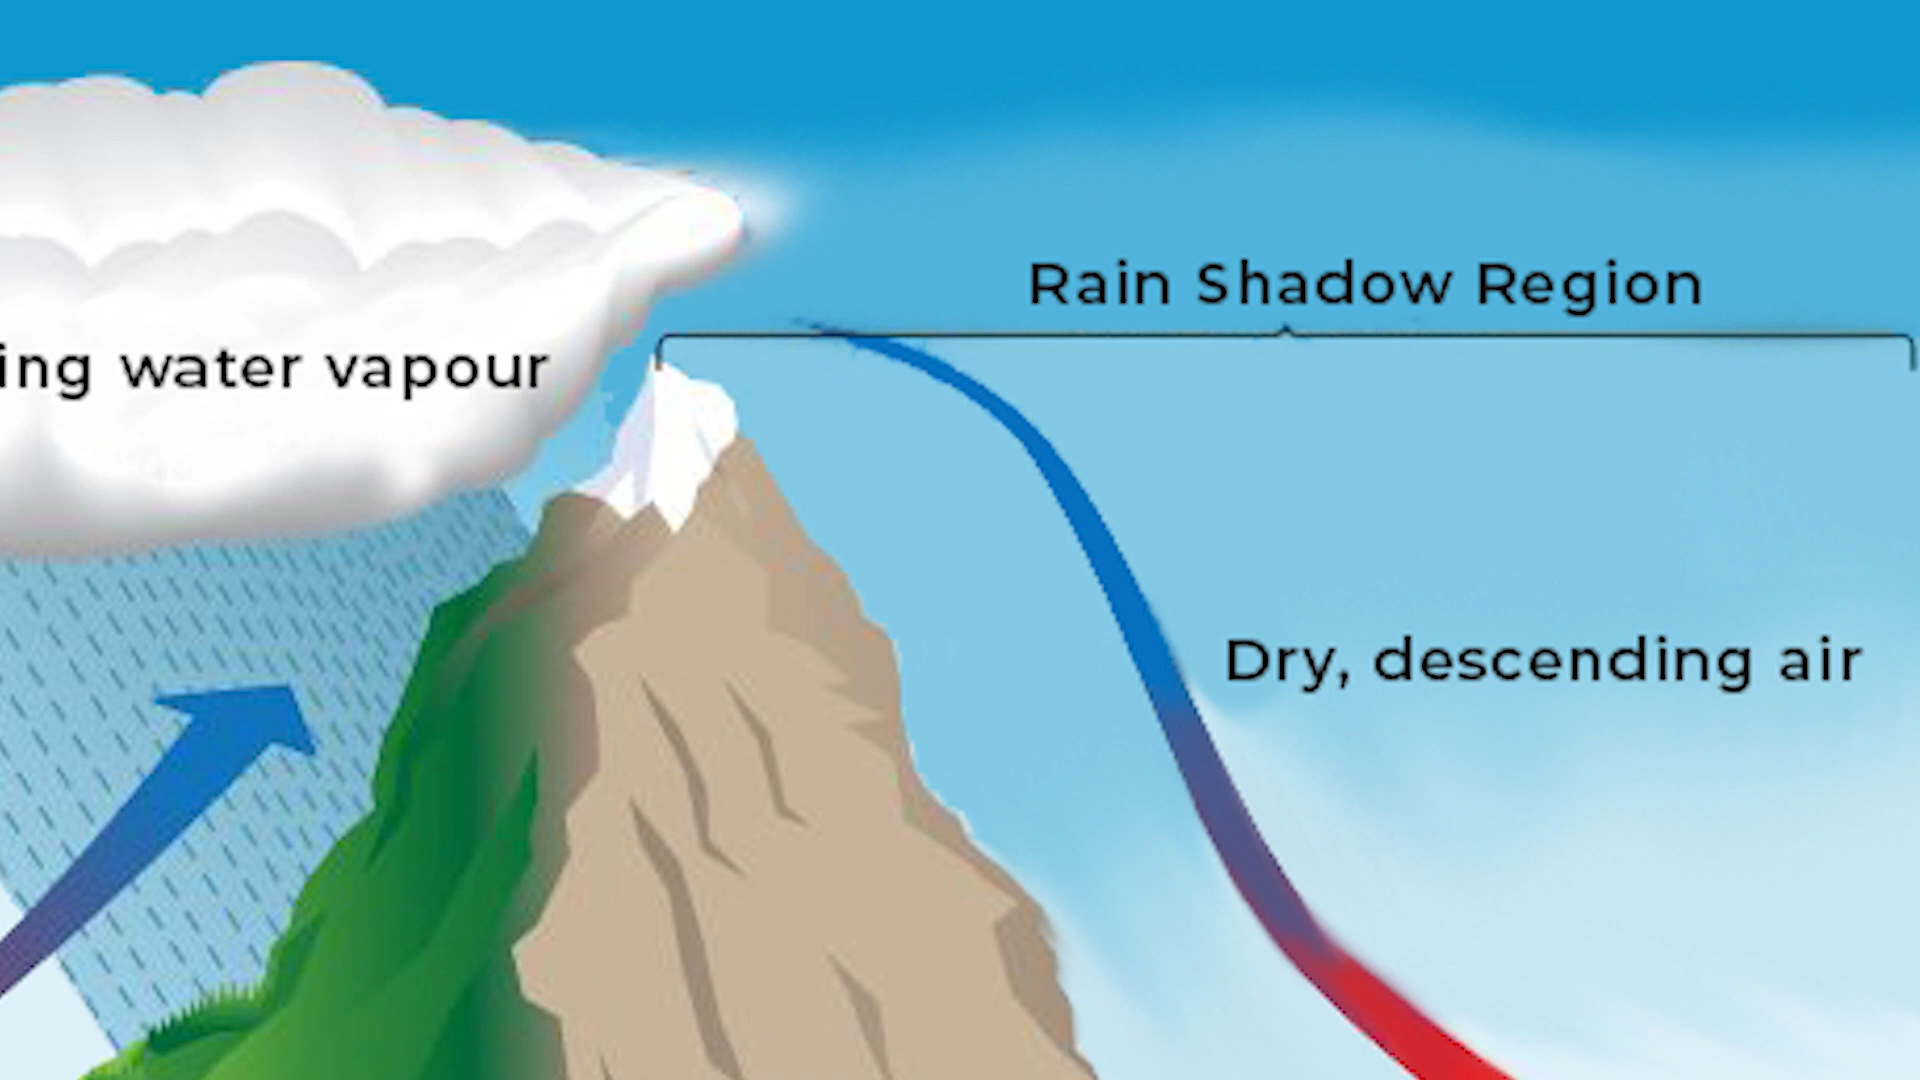 Rain Shadow Region
ing water vapour
Dry, descending air